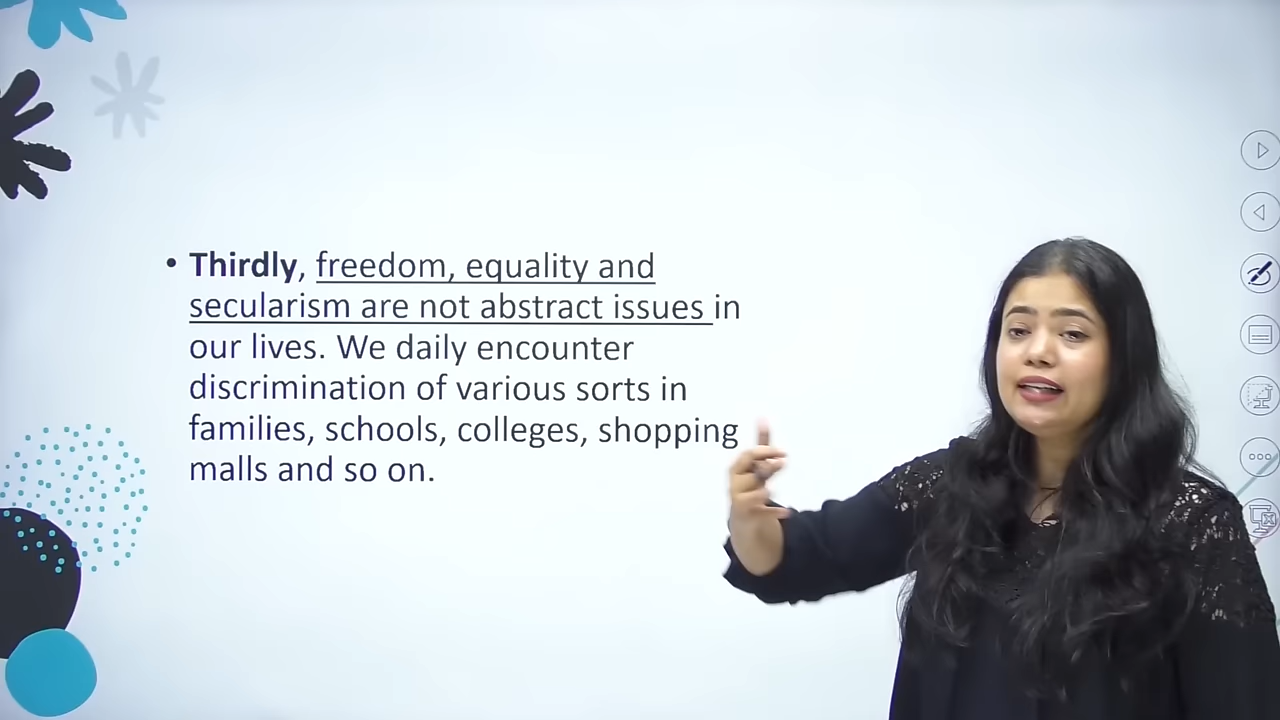 • Thirdly, freedom, equality and
secularism are not abstract issues in
our lives. We daily encounter
discrimination of various sorts in
families, schools, colleges, shopping
malls and so on.